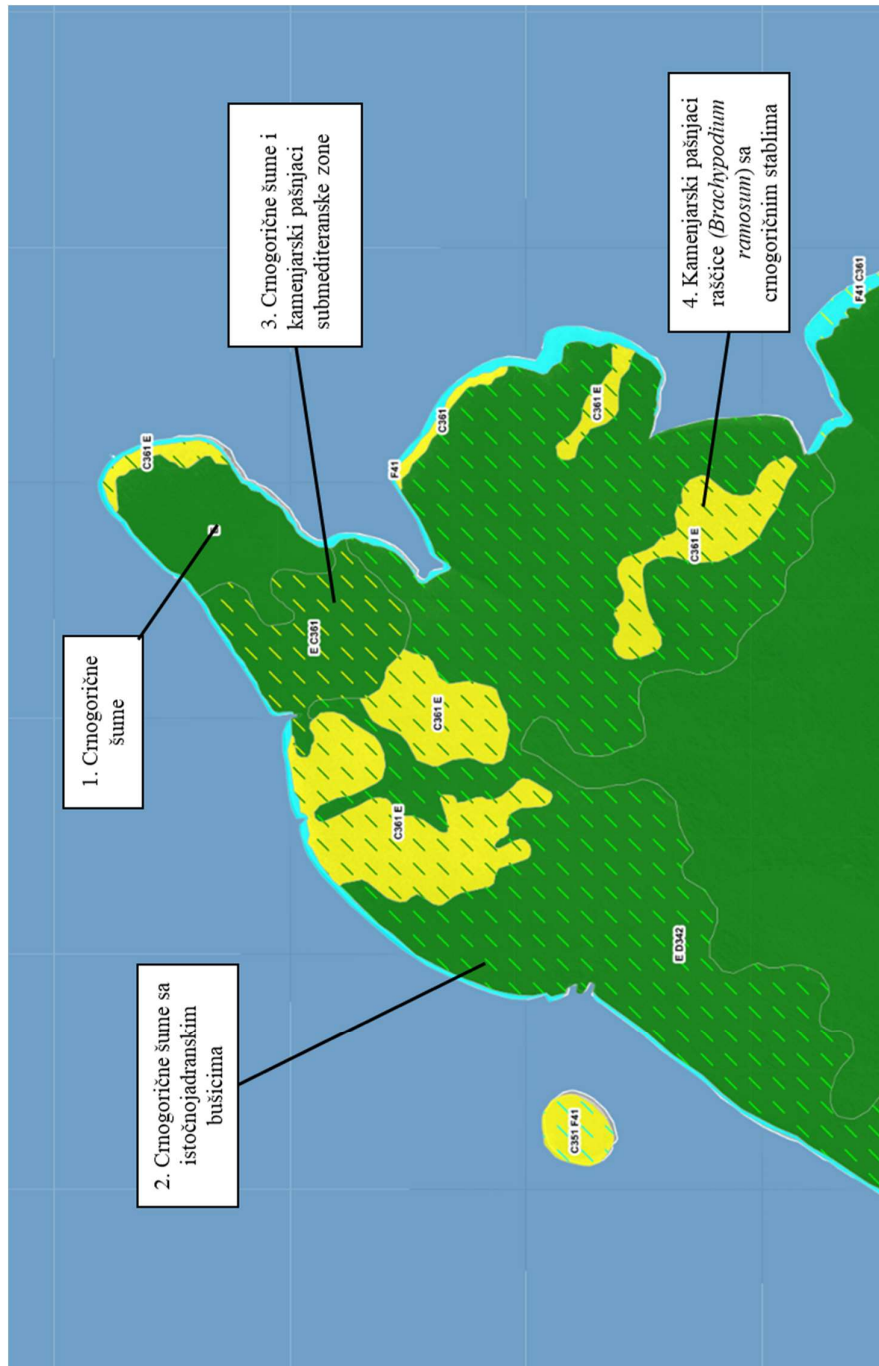 1. Crnogorične
šume
2. Crnogorične šume sa
istočnojadranskim
bušicima
3. Crnogorične šume i
kamenjarski pašnjaci
submediteranske zone
C361 E
E
E C361
C361 E
F41
C361 E
C361
C351 F41
C361 E
E D342
C361 E
4. Kamenjarski pašnjaci
raščice (Brachypodium
ramosum) sa
crnogoričnim stablima
F41 C361